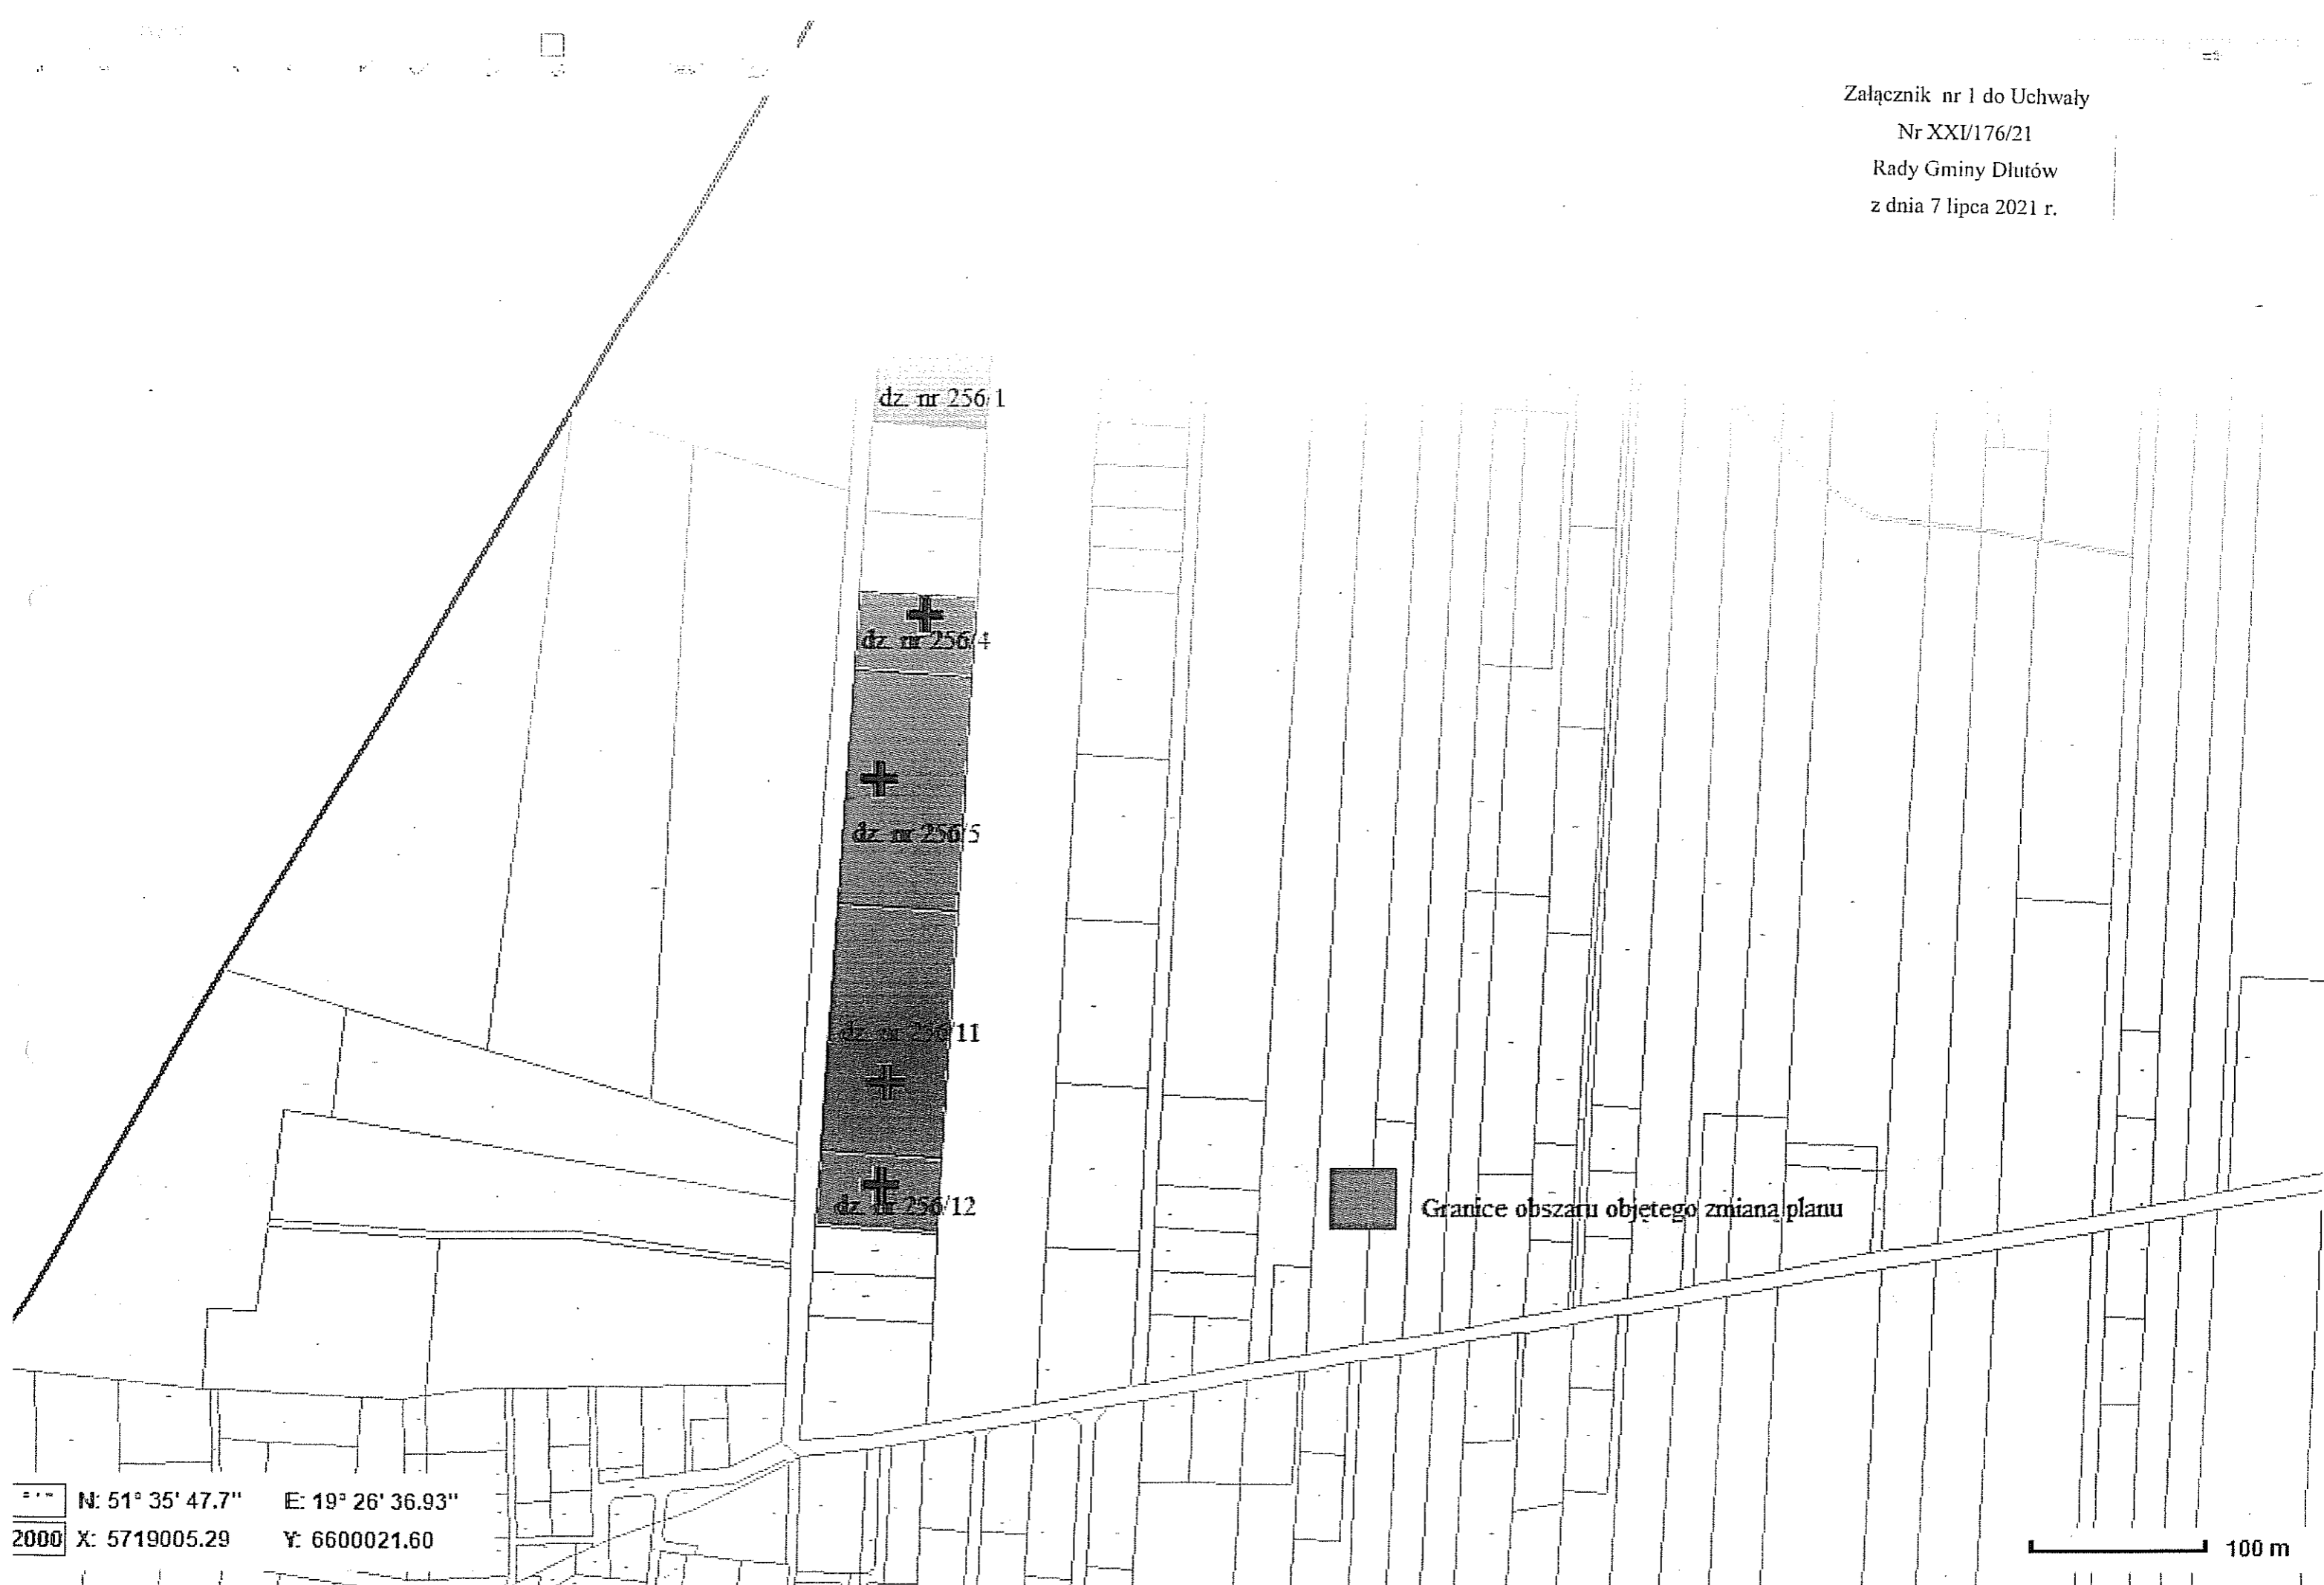 Załącznik nr 1 do Uchwały
Nr XXI/176/21
Rady Gminy Dłutów
z dnia 7 lipca 2021 r.
dz. nr 256/1
dz. nr 256/4
dz. nr 256/5
dz. nr 256/11
dz. nr 256/12
Granice obszaru objętego zmianą planu
N: 51° 35' 47.7" E: 19° 26' 36.93"
2000 X: 5719005.29 Y: 6600021.60
100 m